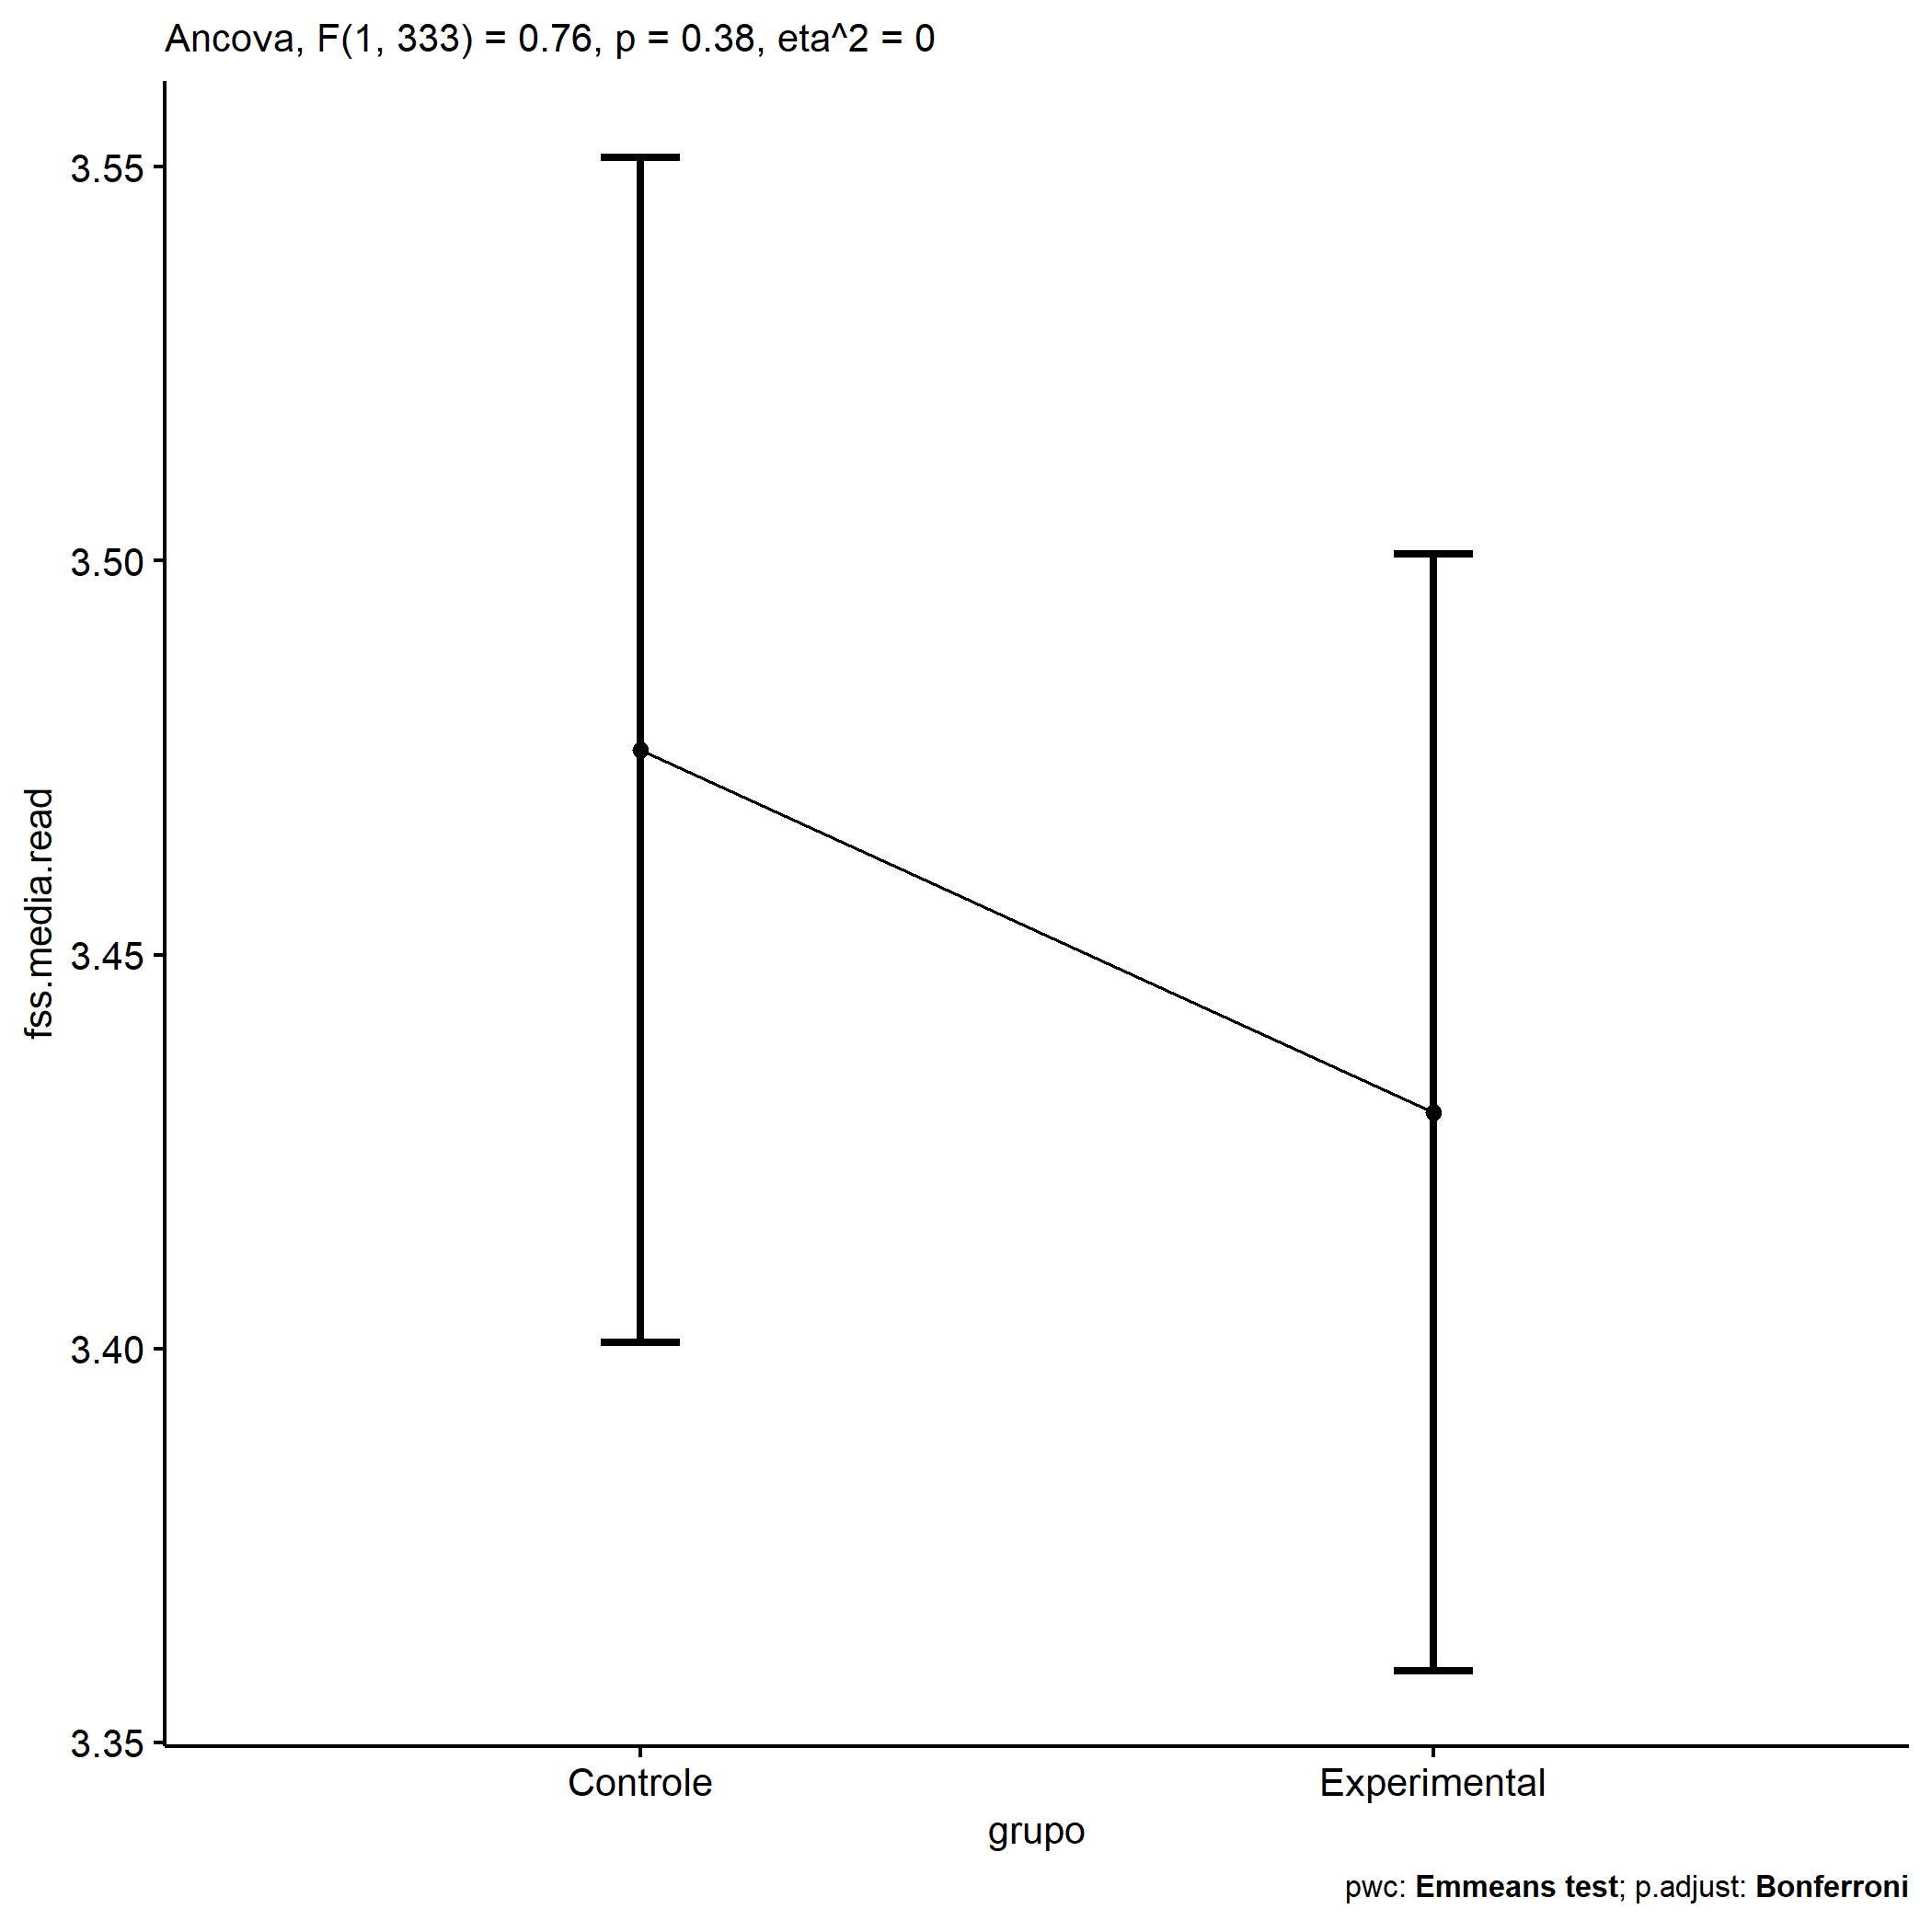 Ancova, F(1, 333) = 0.76, p = 0.38, eta^2 = 0
3.55
3.50
3.45
3.40
3.35
fss.media.read
Controle
Experimental
grupo
pwc: Emmeans test; p.adjust: Bonferroni